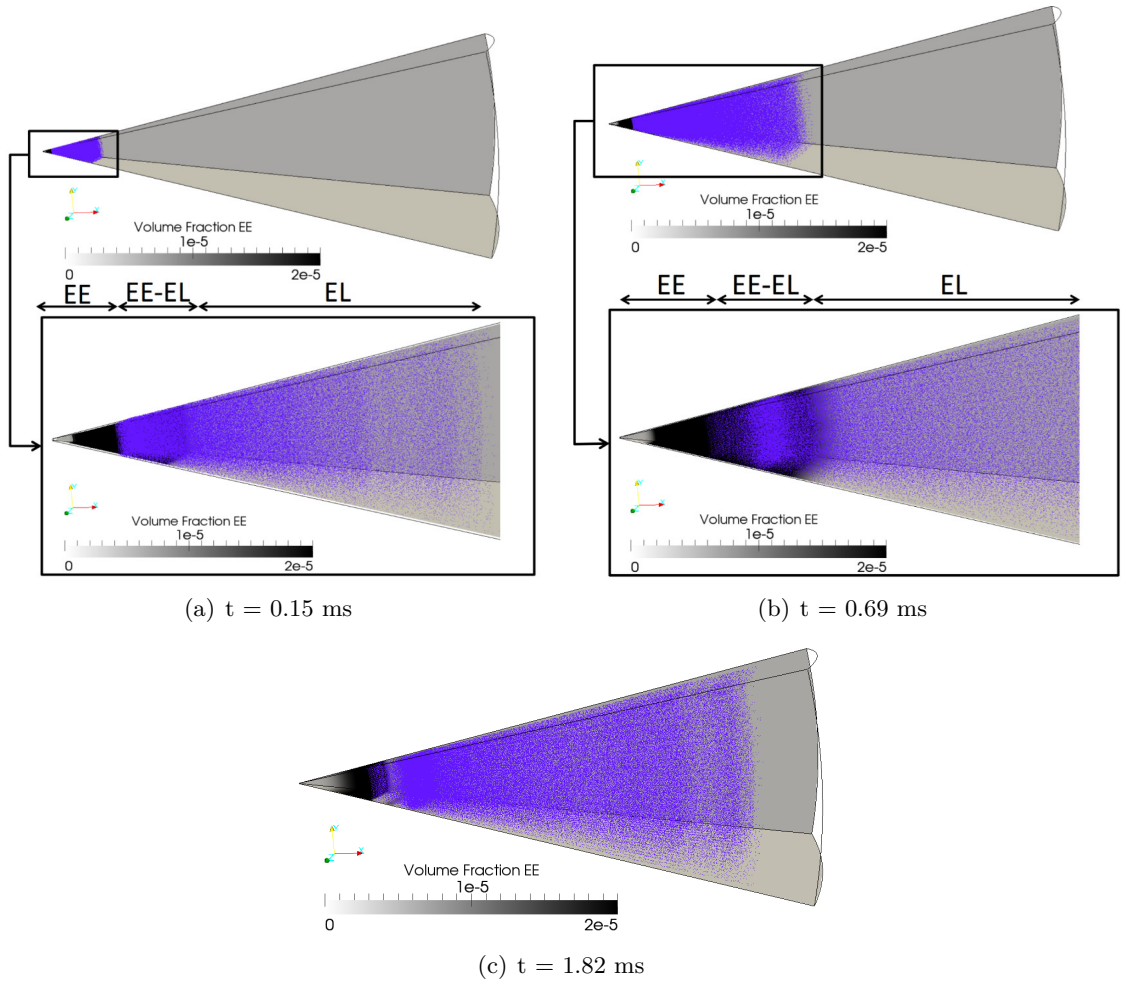 Volume Fraction EE
1e-5
0 2e-5
EE EE-EL EL
Volume Fraction EE
1e-5
0 2e-5
(a) t = 0.15 ms
Volume Fraction EE
1e-5
0 2e-5
EE EE-EL EL
Volume Fraction EE
1e-5
0 2e-5
(b) t = 0.69 ms
Volume Fraction EE
1e-5
0 2e-5
(c) t = 1.82 ms